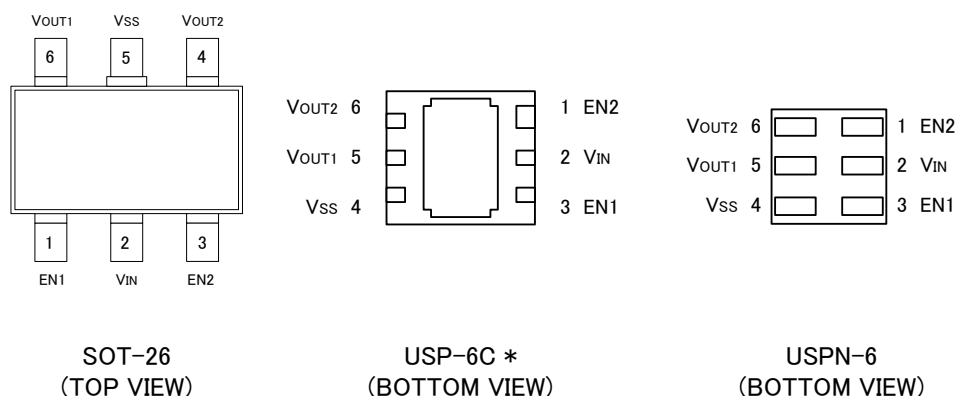 VOUT1 VSS VOUT2
6 5 4
1 2 3
EN1 VIN EN2
SOT-26
(TOP VIEW)
VOUT2 6 1 EN2
VOUT1 5 2 VIN
VSS 4 3 EN1
USP-6C *
(BOTTOM VIEW)
VOUT2 6 1 EN2
VOUT1 5 2 VIN
VSS 4 3 EN1
USPN-6
(BOTTOM VIEW)